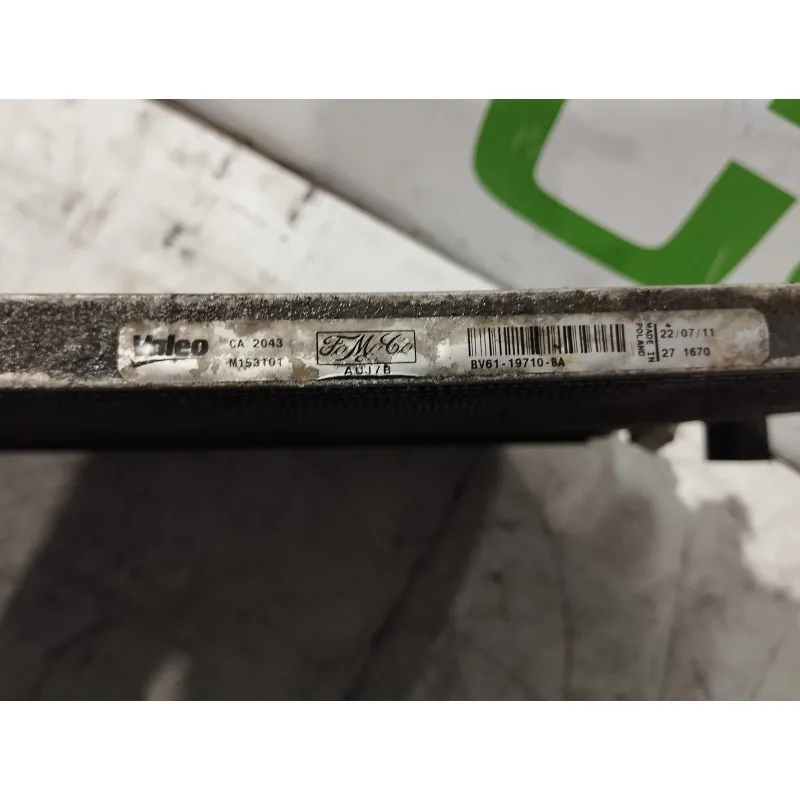 Valeo
CA 2043
M153101
FoMoCo
AUJ7B
BV61-19710-BA
MADE IN
POLAND
22/07/11
27 1670